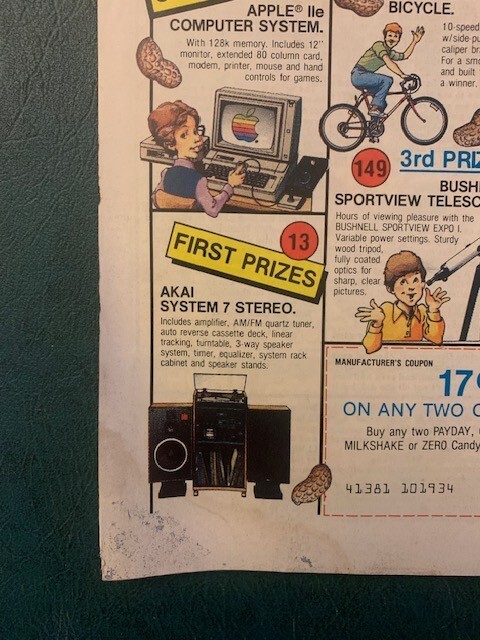 APPLE® IIe
COMPUTER SYSTEM.
With 128k memory. Includes 12"
monitor, extended 80 column card,
modem, printer, mouse and hand
controls for games.
BICYCLE.
10-speed
w/side-pu
caliper br
For a smo
and built
a winner.
149
3rd PRIZ
BUSHN
SPORTVIEW TELESC
Hours of viewing pleasure with the
BUSHNELL SPORTVIEW EXPO I.
Variable power settings. Sturdy
wood tripod,
fully coated
optics for
sharp, clear
pictures.
13
FIRST PRIZES
AKAI
SYSTEM 7 STEREO.
Includes amplifier, AM/FM quartz tuner,
auto reverse cassette deck, linear
tracking, turntable, 3-way speaker
system, timer, equalizer, system rack
cabinet and speaker stands.
MANUFACTURER'S COUPON
17¢
ON ANY TWO
Buy any two PAYDAY,
MILKSHAKE or ZERO Candy
41381 101934